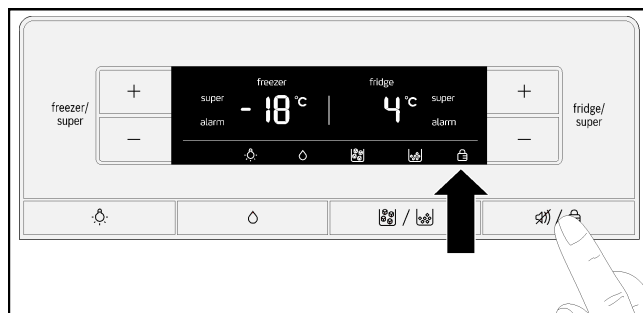 freezer/
super
+
−
freezer
super
-18°C
alarm
fridge
4°C
super
alarm
+
−
fridge/
super
/
/